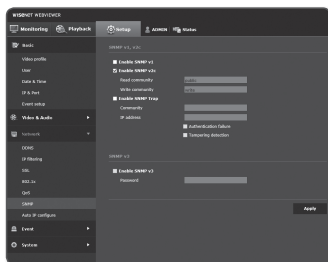 WISENET WEBVIEWER
Monitoring
Playback
Setup
ADMIN
Status
Basic
Video profile
User
Date & Time
IP & Port
Event setup
Video & Audio
Network
DDNS
IP filtering
SSL
802.1x
QoS
SNMP
Auto IP configure
Event
System
SNMP v1, v2c
Enable SNMP v1
Enable SNMP v2c
Read community
public
Write community
write
Enable SNMP Trap
Community
IP address
Authentication failure
Tampering detection
SNMP v3
Enable SNMP v3
Password
Apply